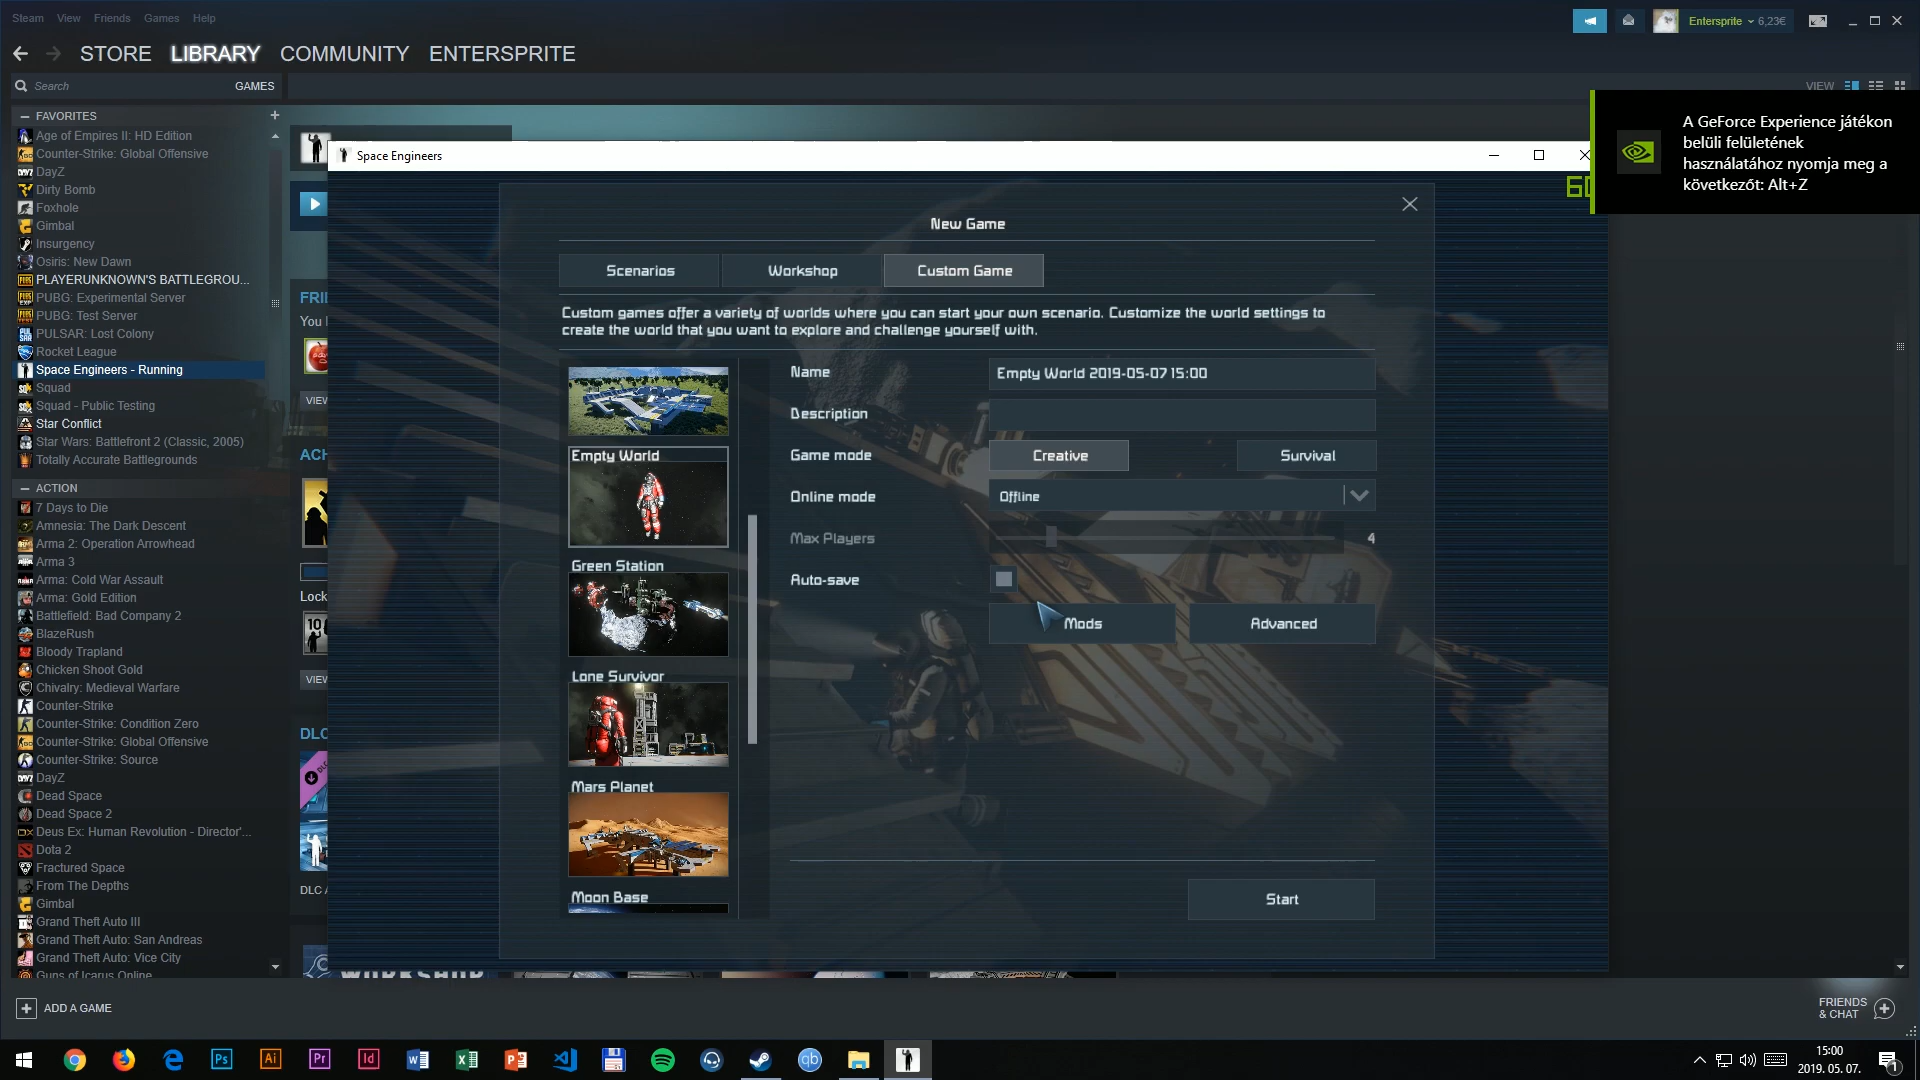 Steam View Friends Games Help
Entersprite 6,23€
STORE LIBRARY COMMUNITY ENTERSPRITE
Search GAMES
VIEW
FAVORITES
Age of Empires II: HD Edition
Counter-Strike: Global Offensive
DayZ
Dirty Bomb
Foxhole
Gimbal
Insurgency
Osiris: New Dawn
PLAYERUNKNOWN'S BATTLEGROU...
PUBG: Experimental Server
PUBG: Test Server
PULSAR: Lost Colony
Rocket League
Space Engineers - Running
Squad
Squad - Public Testing
Star Conflict
Star Wars: Battlefront 2 (Classic, 2005)
Totally Accurate Battlegrounds
ACTION
7 Days to Die
Amnesia: The Dark Descent
Arma 2: Operation Arrowhead
Arma 3
Arma: Cold War Assault
Arma: Gold Edition
Battlefield: Bad Company 2
BlazeRush
Bloody Trapland
Chicken Shoot Gold
Chivalry: Medieval Warfare
Counter-Strike
Counter-Strike: Condition Zero
Counter-Strike: Global Offensive
Counter-Strike: Source
DayZ
Dead Space
Dead Space 2
Deus Ex: Human Revolution - Director'...
Dota 2
Fractured Space
From The Depths
Gimbal
Grand Theft Auto III
Grand Theft Auto: San Andreas
Grand Theft Auto: Vice City
Guns of Icarus Online
FRIE
You
VIEW
ACH
Lock
10
VIEW
DLC
DLC A
WORKSHOP
Space Engineers
60
New Game
Scenarios Workshop Custom Game
Custom games offer a variety of worlds where you can start your own scenario. Customize the world settings to
create the world that you want to explore and challenge yourself with.
Empty World
Green Station
Lone Survivor
Mars Planet
Moon Base
Name Empty World 2019-05-07 15:00
Description
Game mode Creative Survival
Online mode Offline
Max Players 4
Auto-save
Mods Advanced
Start
A GeForce Experience játékon
belüli felületének
használatához nyomja meg a
következőt: Alt+Z
ADD A GAME
FRIENDS
& CHAT
Ps Ai Pr Id qb
15:00
2019. 05. 07.
1